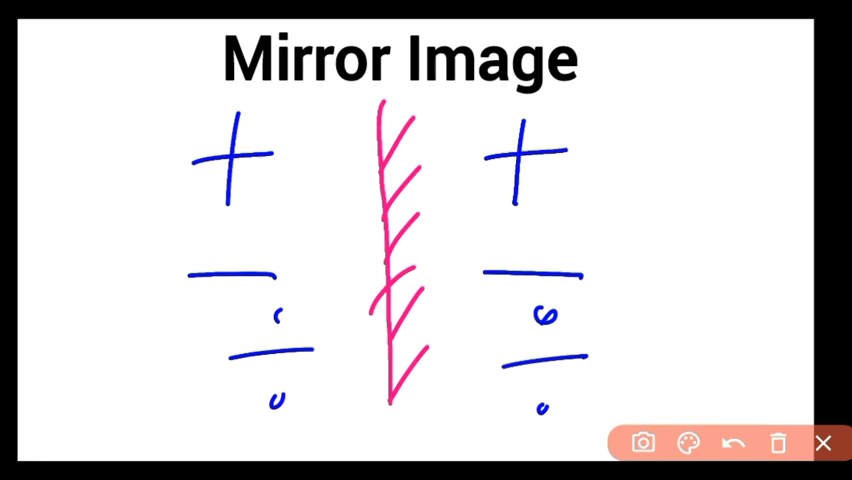 Mirror Image
+ +
— —
÷ ÷